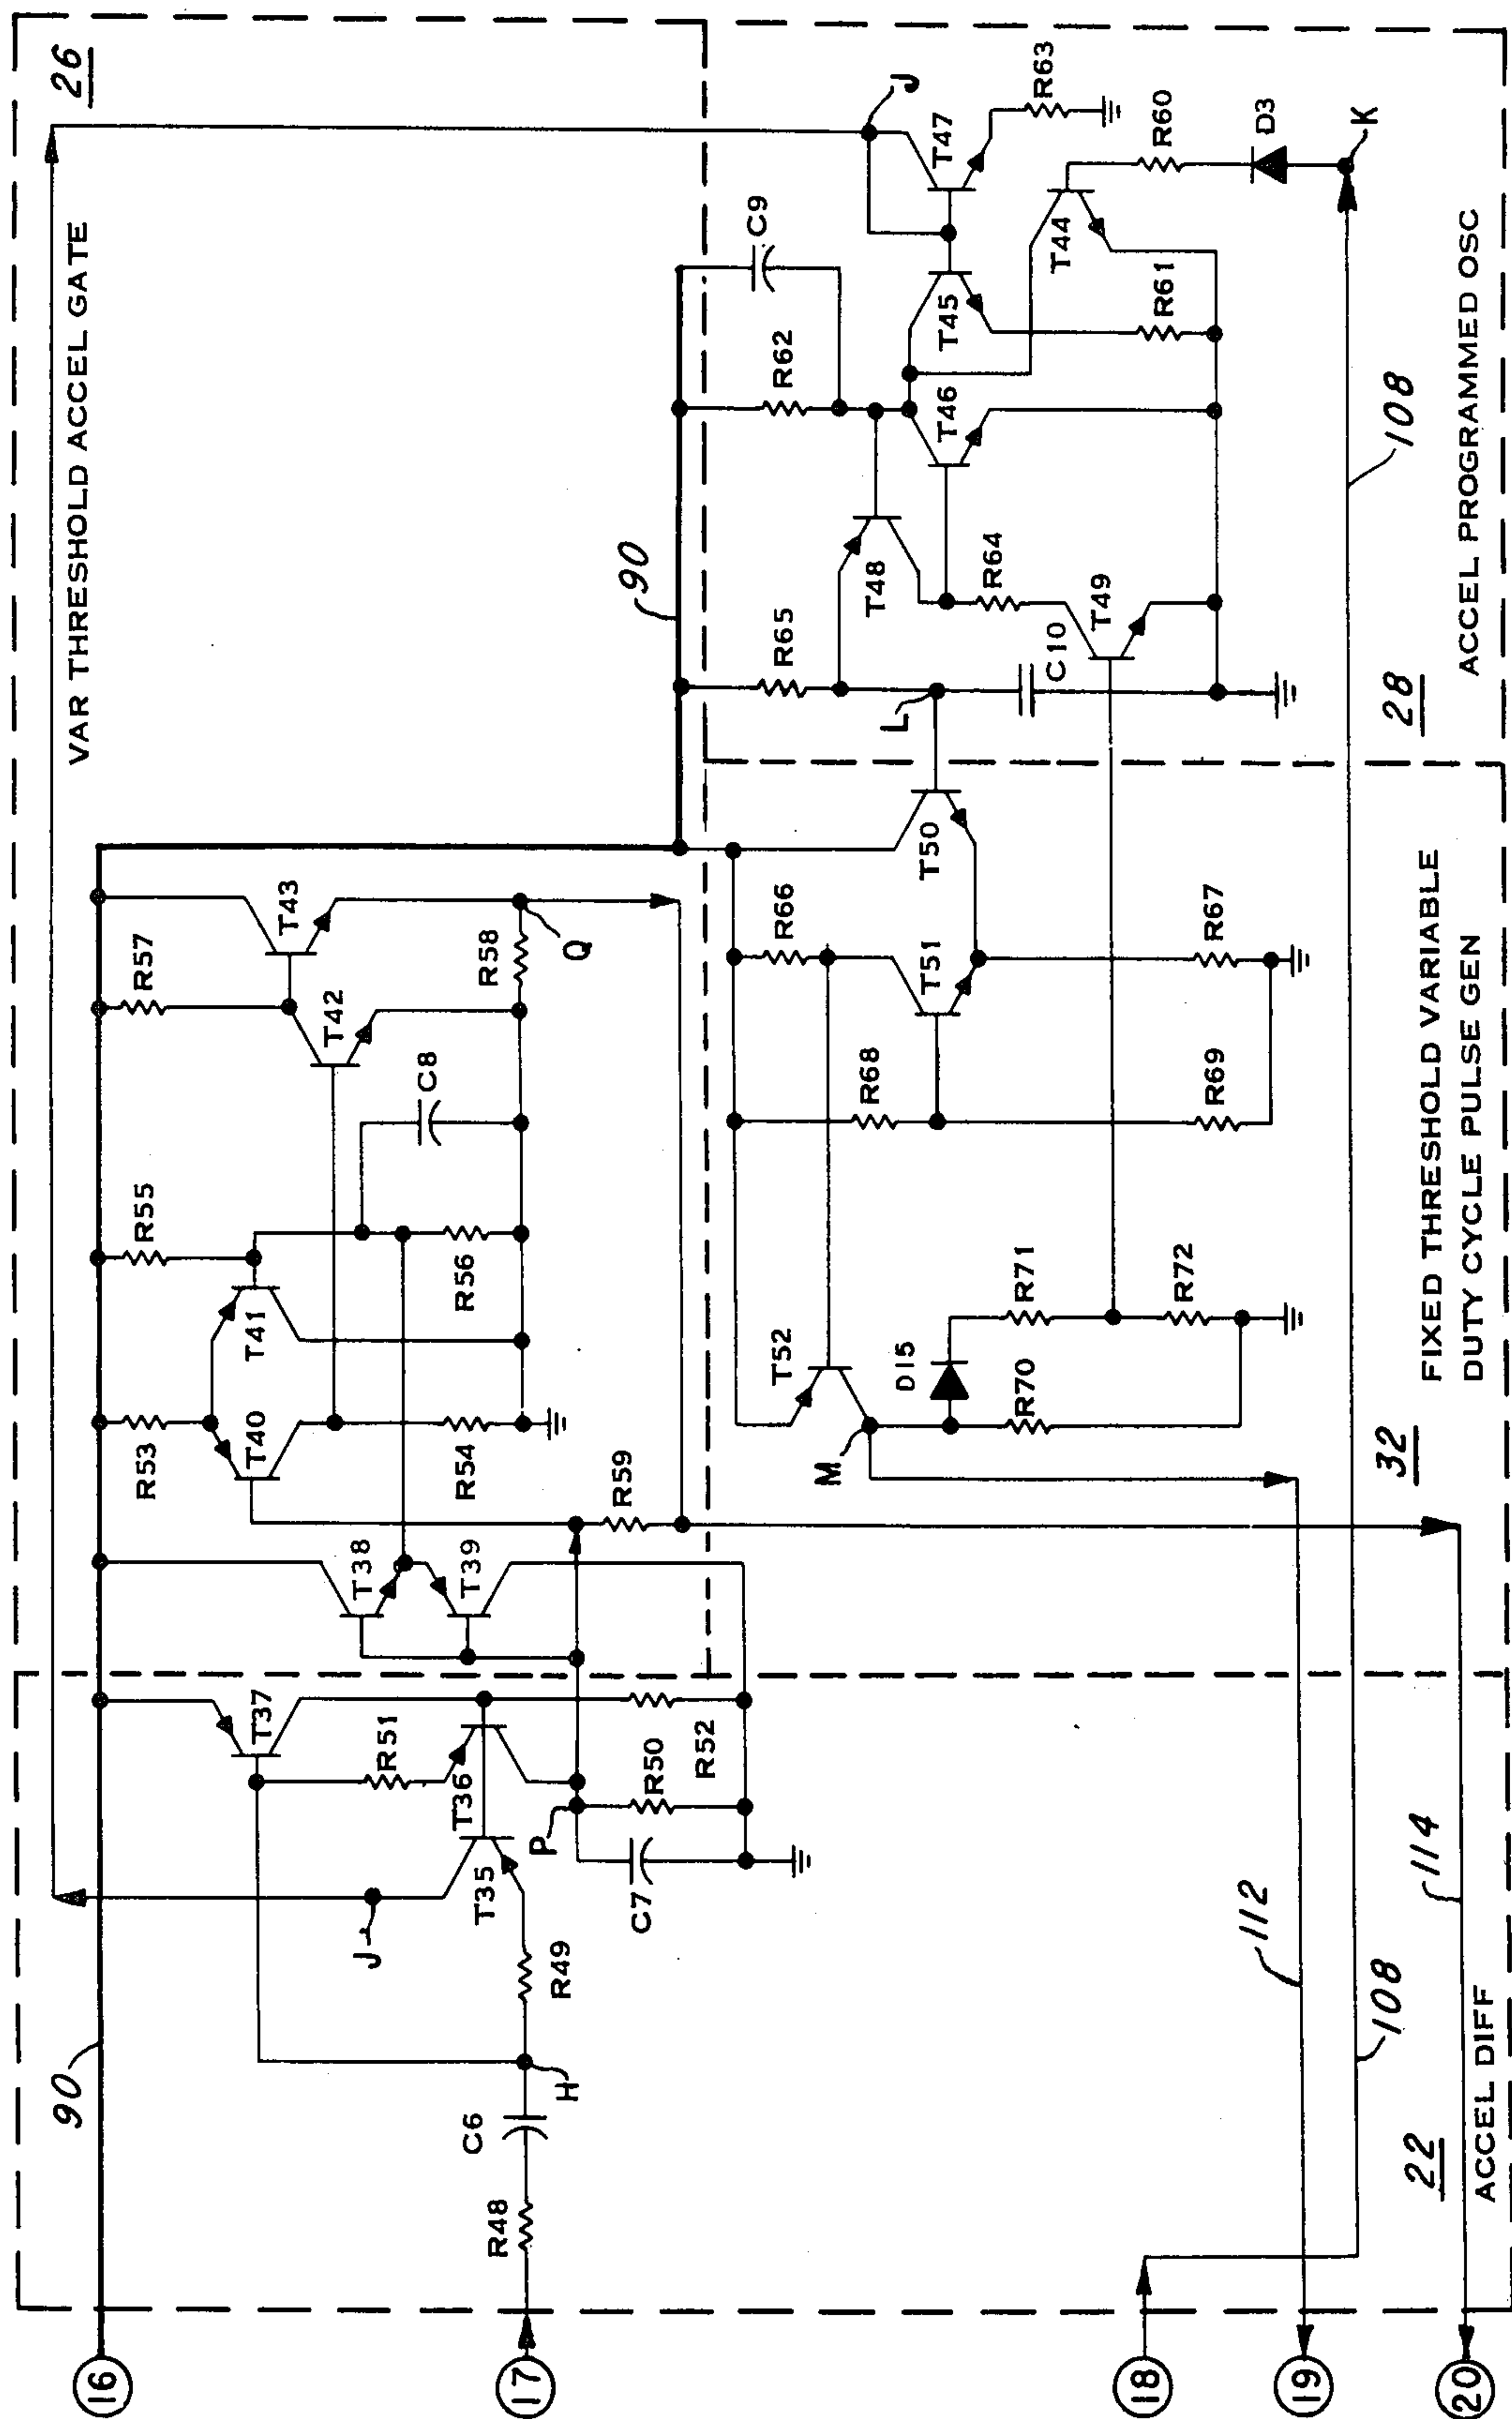 26
VAR THRESHOLD ACCEL GATE
90
16
R57
T43
R55
T42
R53
T41
T40
C8
R56
R54
R58
Q
T38
T39
R59
T37
R51
T36
T35
R50
R52
P
C7
J
R49
H
C6
R48
17
90
J
T47
R63
C9
R62
T45
T44
R60
D3
K
T46
R61
T48
R64
R65
T49
C10
L
108
28
ACCEL PROGRAMMED OSC
T50
R66
T51
R67
R68
R69
T52
D15
R71
R72
R70
M
32
FIXED THRESHOLD VARIABLE
DUTY CYCLE PULSE GEN
112
108
114
22
ACCEL DIFF
18
19
20